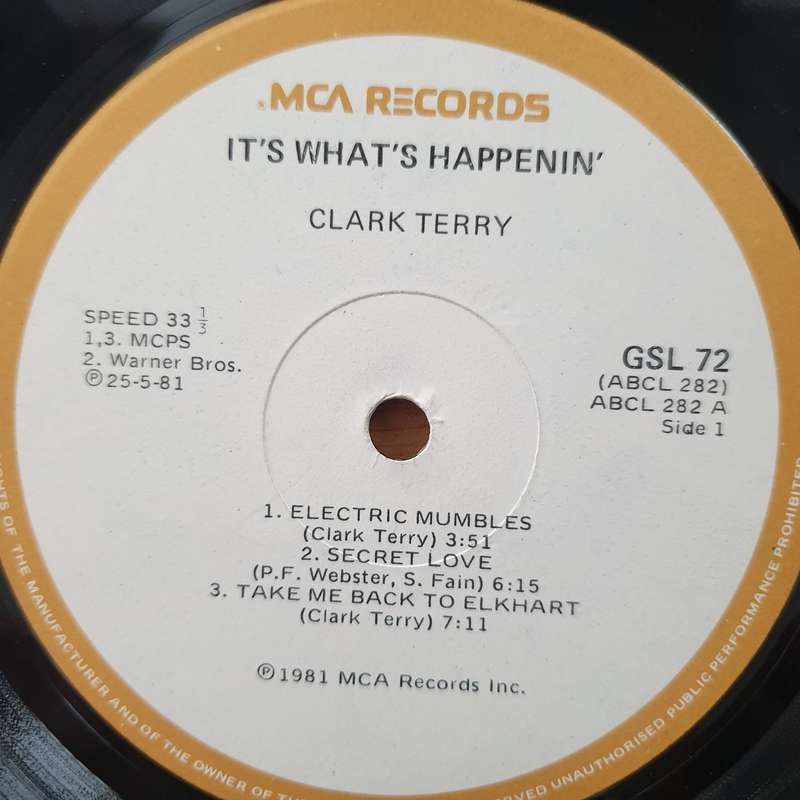 MCA RECORDS
IT'S WHAT'S HAPPENIN'
CLARK TERRY
SPEED 33 1/3
1,3. MCPS
2. Warner Bros.
Ⓟ25-5-81
GSL 72
(ABCL 282)
ABCL 282 A
Side 1
1. ELECTRIC MUMBLES
(Clark Terry) 3:51
2. SECRET LOVE
(P.F. Webster, S. Fain) 6:15
3. TAKE ME BACK TO ELKHART
(Clark Terry) 7:11
Ⓟ1981 MCA Records Inc.
OF THE MANUFACTURER AND OF THE OWNER OF UNAUTHORISED PUBLIC PERFORMANCE PROHIBITED